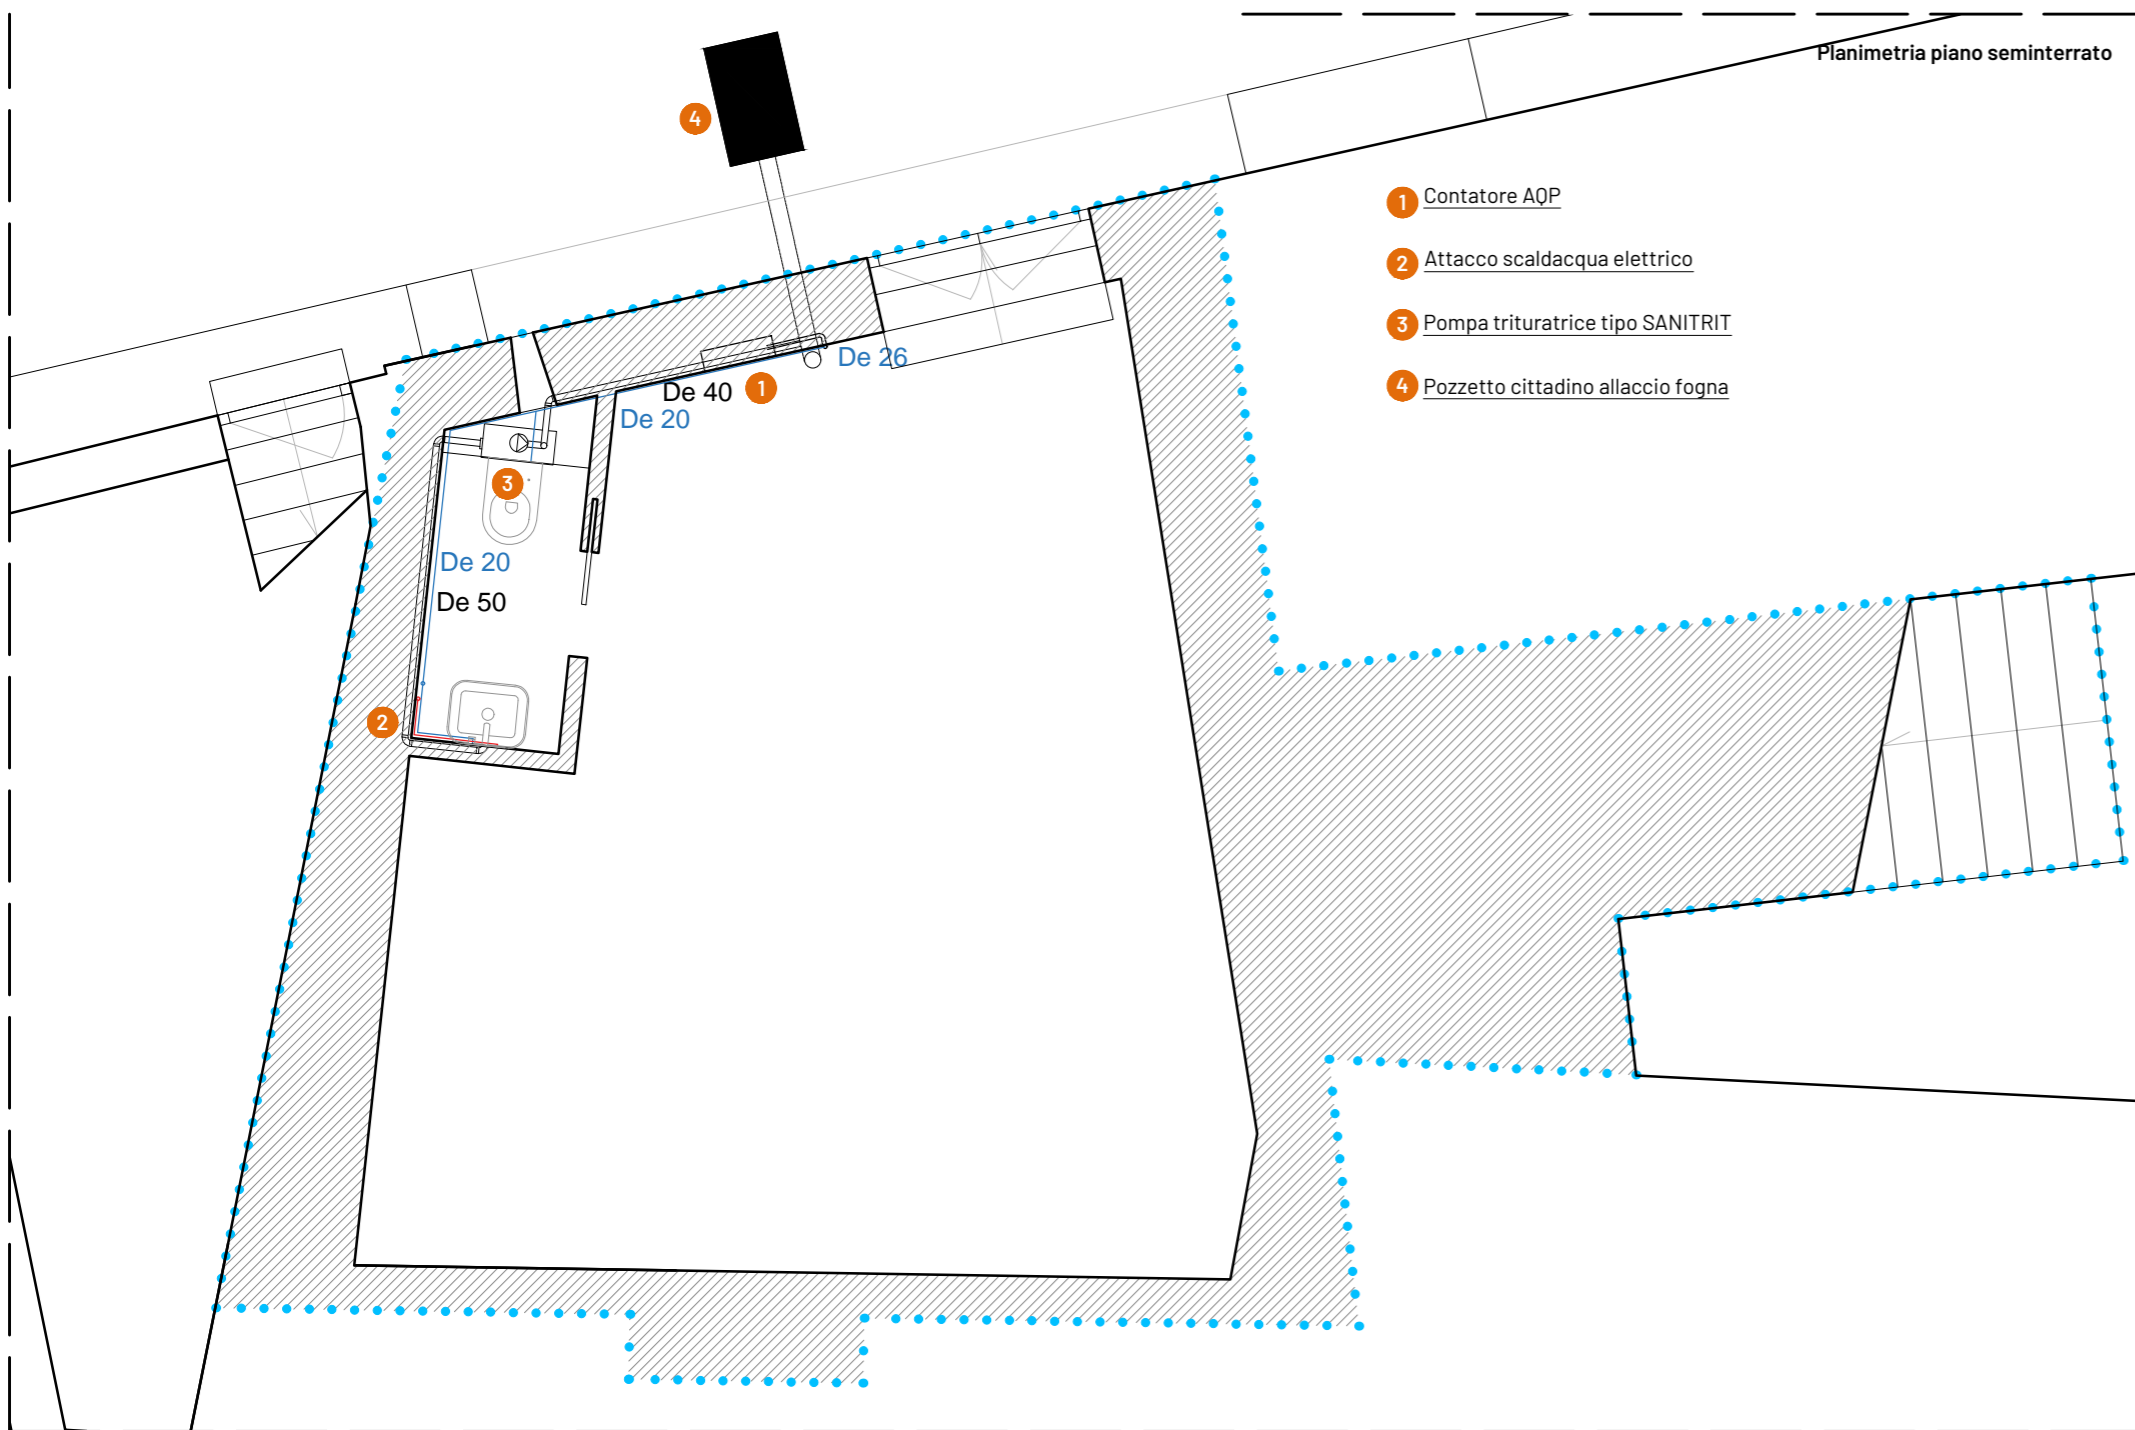 Planimetria piano seminterrato
4
1 Contatore AQP
2 Attacco scaldacqua elettrico
3 Pompa trituratrice tipo SANITRIT
4 Pozzetto cittadino allaccio fogna
De 26
De 40
1
De 20
3
De 20
De 50
2